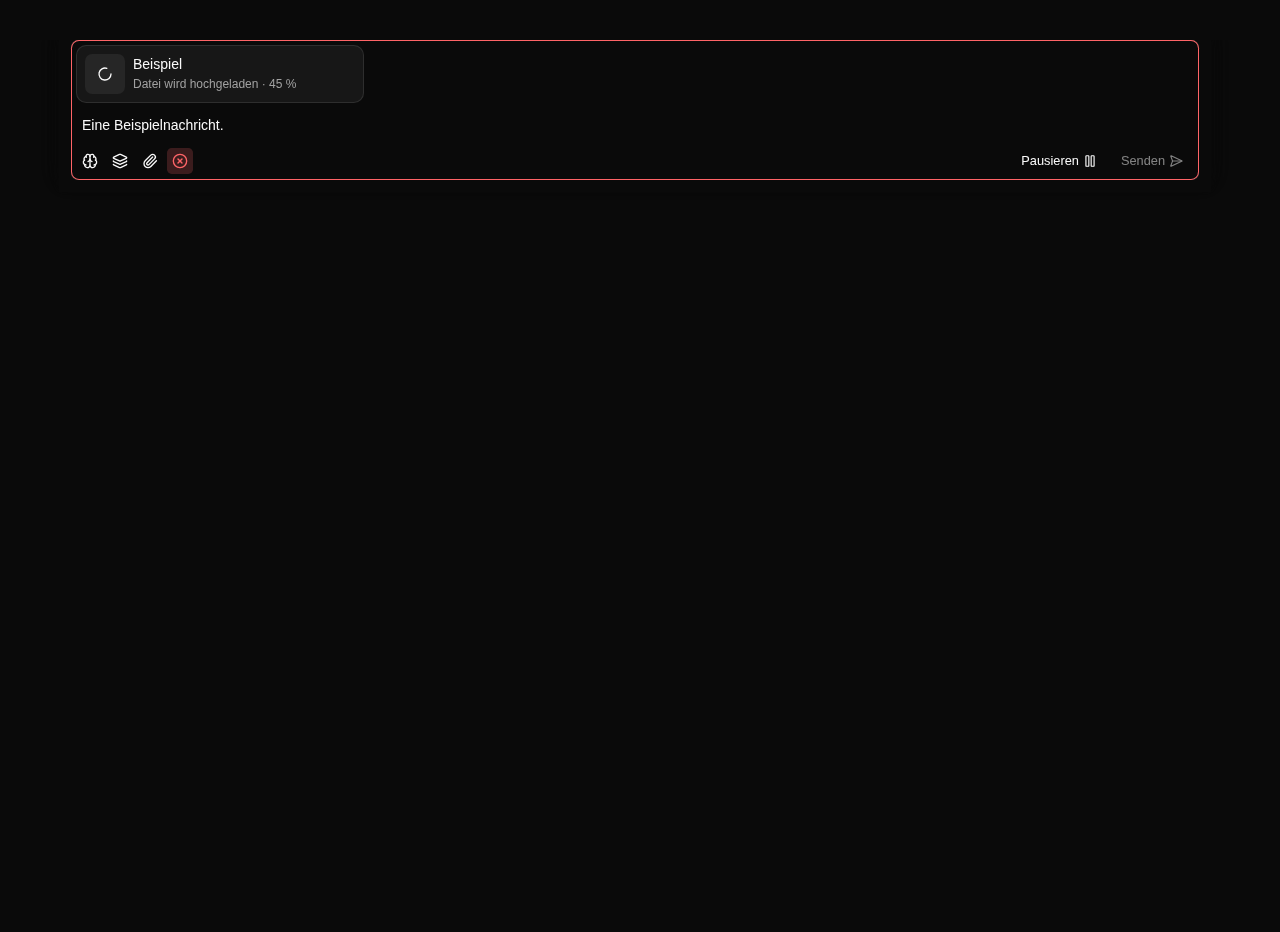 Beispiel
Datei wird hochgeladen · 45 %
Eine Beispielnachricht.
Pausieren
Senden